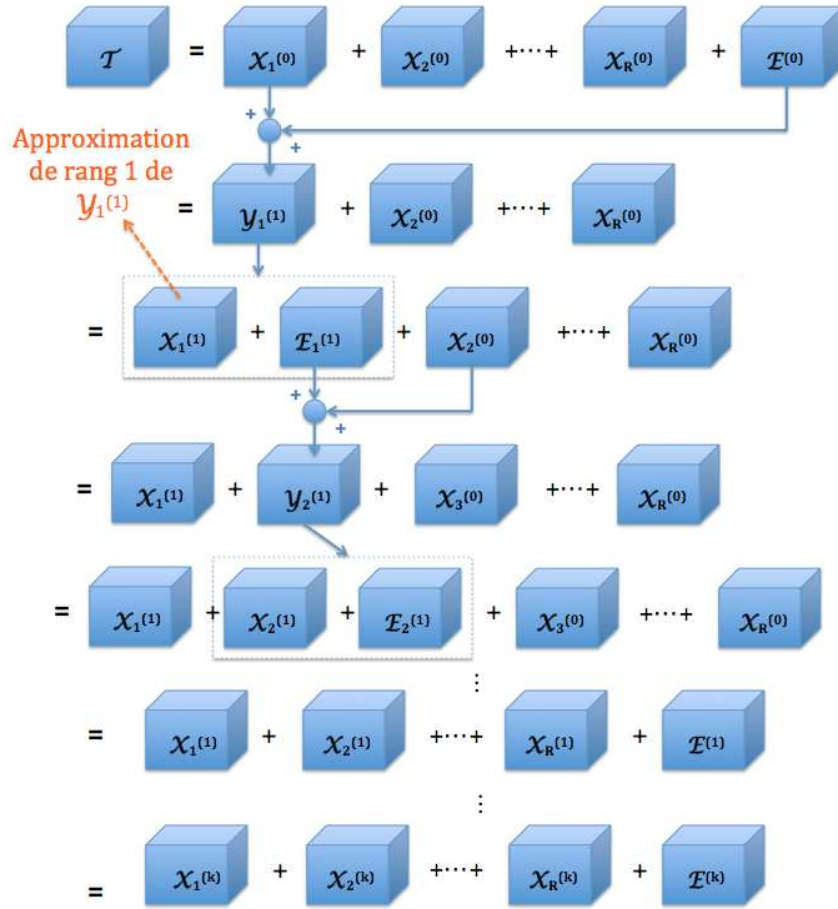 𝒯 = 𝒳₁⁽⁰⁾ + 𝒳₂⁽⁰⁾ +⋯+ 𝒳_R⁽⁰⁾ + ℰ⁽⁰⁾
+
+
Approximation
de rang 1 de
𝒴₁⁽¹⁾
= 𝒴₁⁽¹⁾ + 𝒳₂⁽⁰⁾ +⋯+ 𝒳_R⁽⁰⁾
= 𝒳₁⁽¹⁾ + ℰ₁⁽¹⁾ + 𝒳₂⁽⁰⁾ +⋯+ 𝒳_R⁽⁰⁾
+
+
= 𝒳₁⁽¹⁾ + 𝒴₂⁽¹⁾ + 𝒳₃⁽⁰⁾ +⋯+ 𝒳_R⁽⁰⁾
= 𝒳₁⁽¹⁾ + 𝒳₂⁽¹⁾ + ℰ₂⁽¹⁾ + 𝒳₃⁽⁰⁾ +⋯+ 𝒳_R⁽⁰⁾
⋮
= 𝒳₁⁽¹⁾ + 𝒳₂⁽¹⁾ +⋯+ 𝒳_R⁽¹⁾ + ℰ⁽¹⁾
⋮
= 𝒳₁⁽ᵏ⁾ + 𝒳₂⁽ᵏ⁾ +⋯+ 𝒳_R⁽ᵏ⁾ + ℰ⁽ᵏ⁾